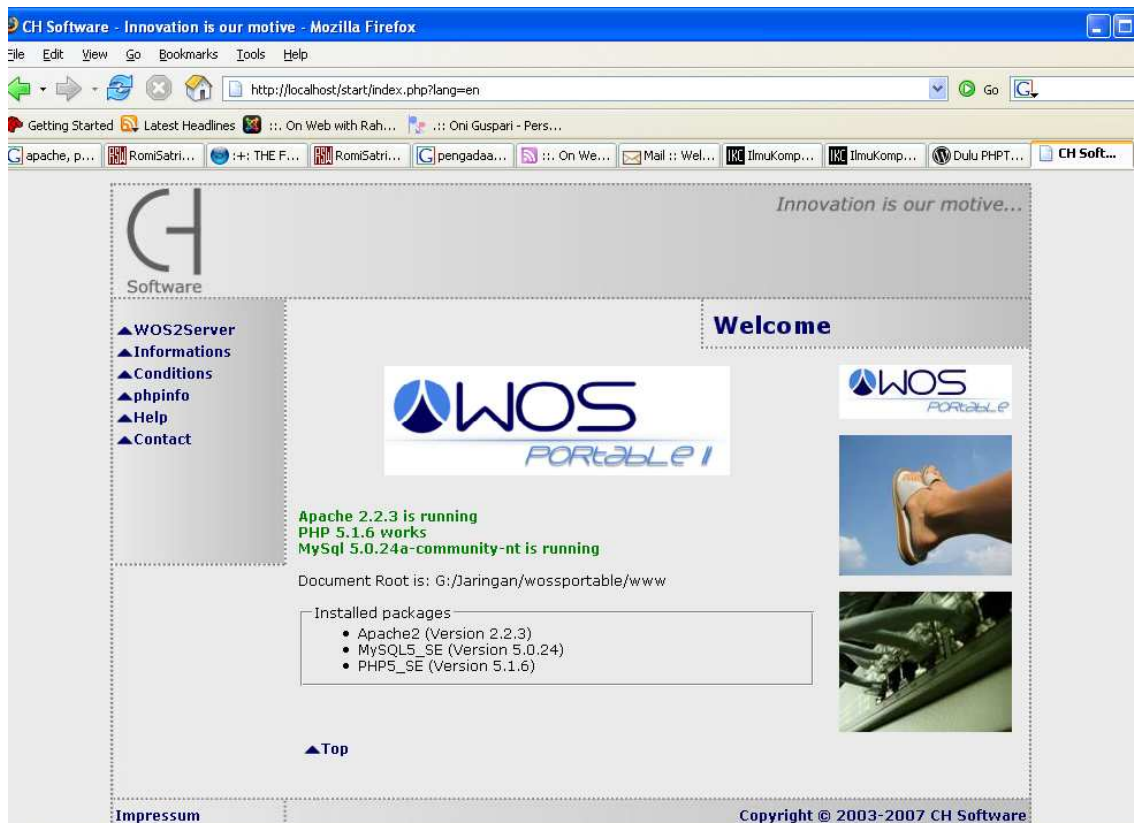 CH Software - Innovation is our motive - Mozilla Firefox
File Edit View Go Bookmarks Tools Help
http://localhost/start/index.php?lang=en
Go
G
Getting Started Latest Headlines ::. On Web with Rah... .:: Oni Guspari - Pers...
G apache, p... RSW RomiSatri... :+: THE F... RSW RomiSatri... G pengadaa... ::. On We... Mail :: Wel... IKC IlmuKomp... IKC IlmuKomp... Dulu PHPT... CH Soft...
CH
Software
Innovation is our motive...
WOS2Server
Informations
Conditions
phpinfo
Help
Contact
Welcome
WOS
PORtabLe II
WOS
PORtabLe
Apache 2.2.3 is running
PHP 5.1.6 works
MySql 5.0.24a-community-nt is running
Document Root is: G:/Jaringan/wossportable/www
Installed packages
• Apache2 (Version 2.2.3)
• MySQL5_SE (Version 5.0.24)
• PHP5_SE (Version 5.1.6)
Top
Impressum
Copyright © 2003-2007 CH Software